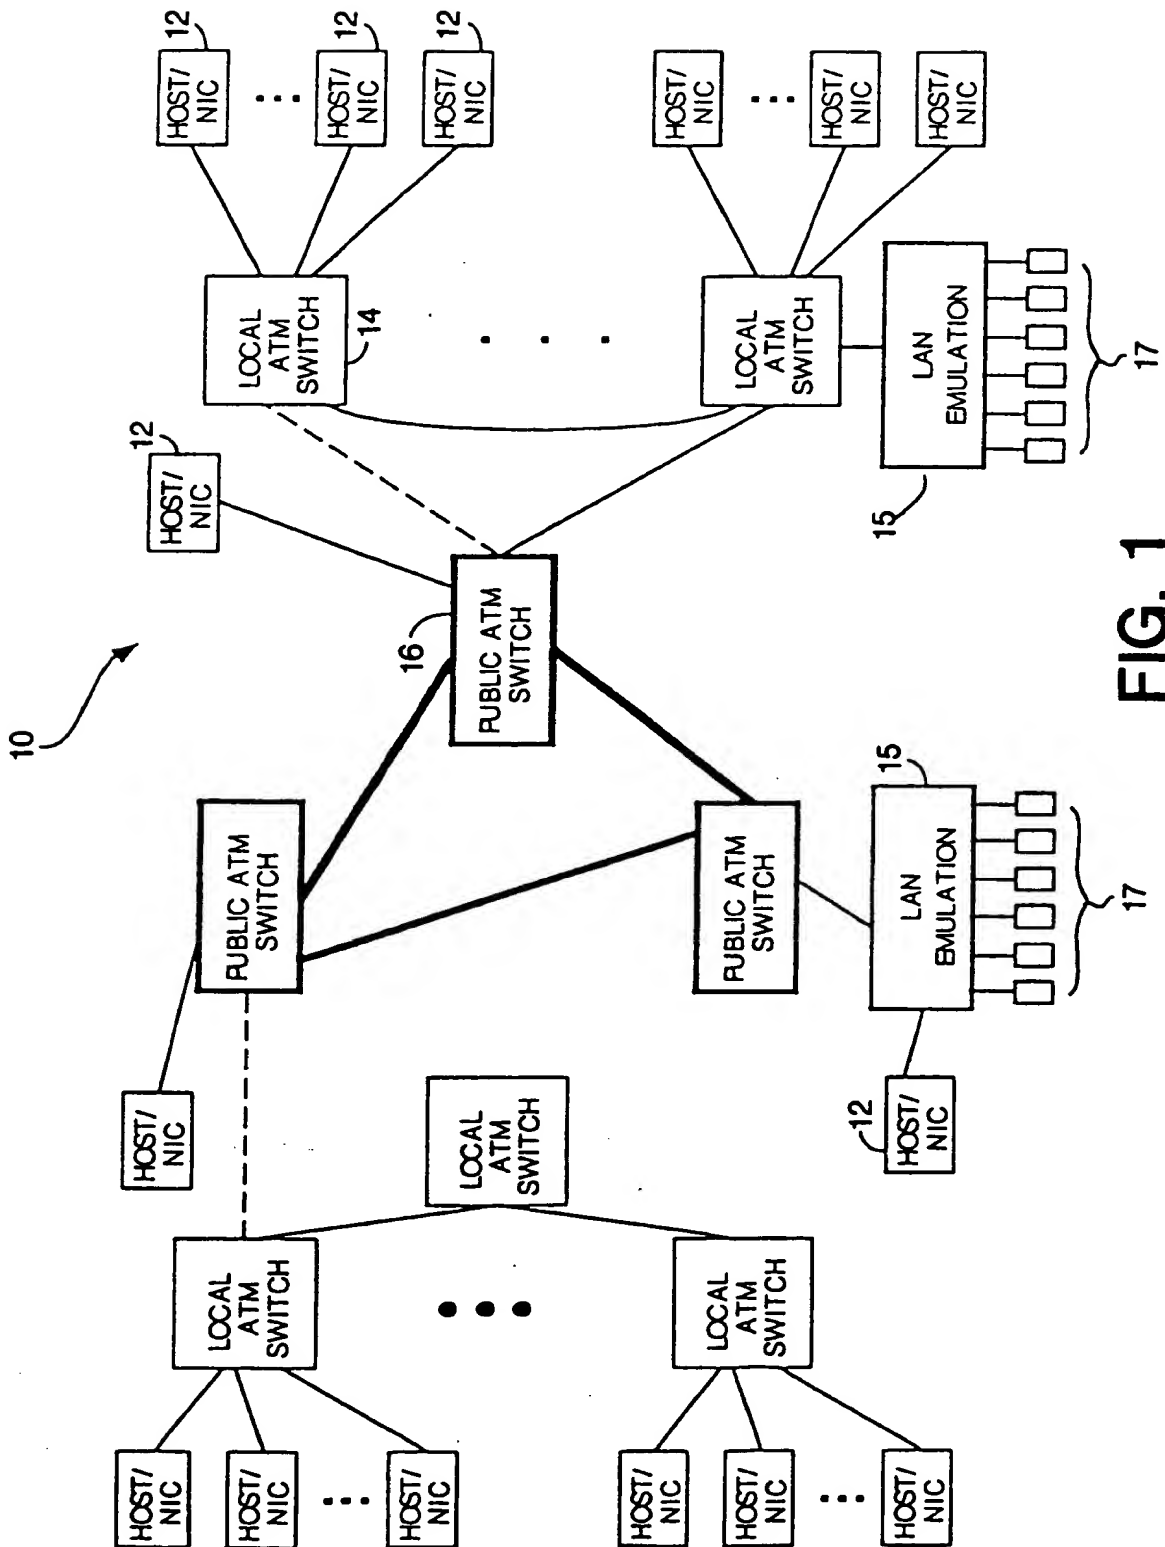 10
HOST/
NIC
HOST/
NIC
12
HOST/
NIC
12
HOST/
NIC
LOCAL
ATM
SWITCH
PUBLIC ATM
SWITCH
LOCAL
ATM
SWITCH
14
HOST/
NIC
12
HOST/
NIC
HOST/
NIC
12
HOST/
NIC
LOCAL
ATM
SWITCH
16
PUBLIC ATM
SWITCH
HOST/
NIC
HOST/
NIC
HOST/
NIC
LOCAL
ATM
SWITCH
PUBLIC ATM
SWITCH
LOCAL
ATM
SWITCH
HOST/
NIC
HOST/
NIC
12
HOST/
NIC
15
LAN
EMULATION
15
LAN
EMULATION
HOST/
NIC
17
17
FIG. 1